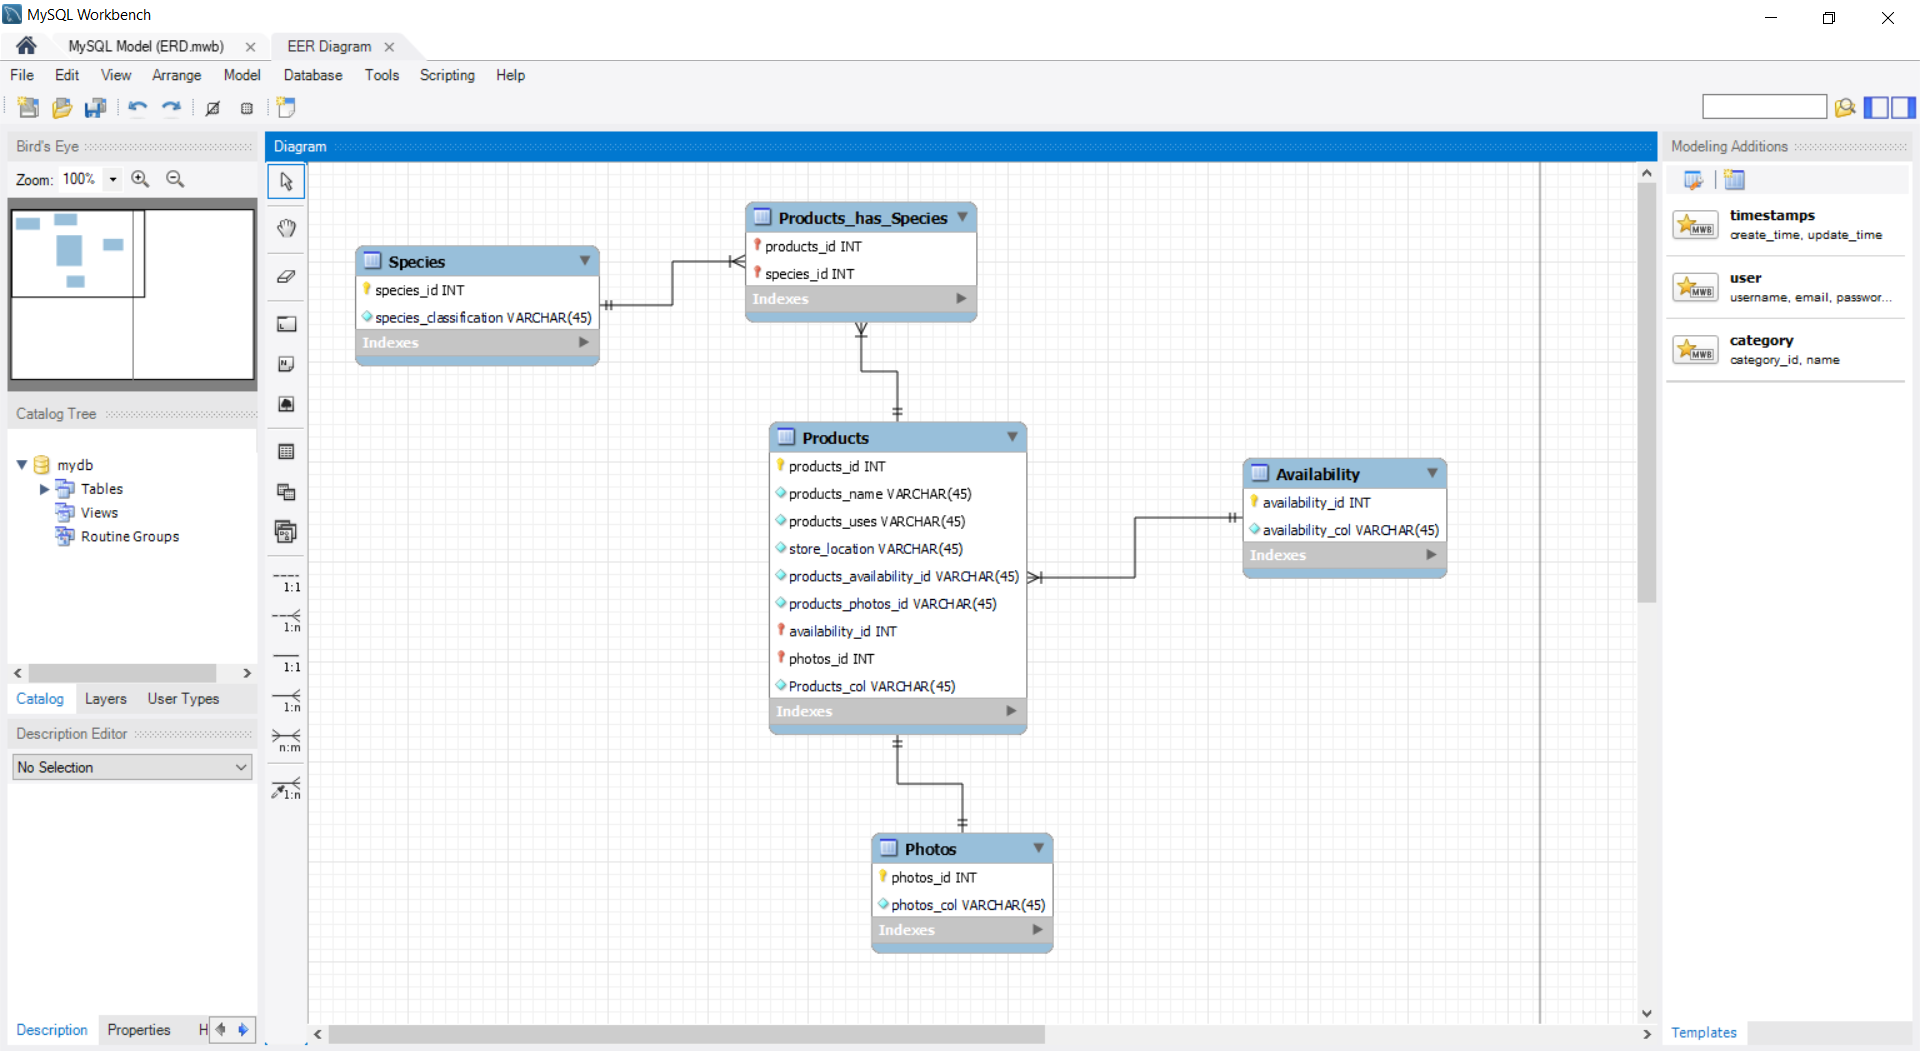 MySQL Workbench
MySQL Model (ERD.mwb)
EER Diagram
File Edit View Arrange Model Database Tools Scripting Help
Bird's Eye
Zoom: 100%
Catalog Tree
mydb
Tables
Views
Routine Groups
Catalog Layers User Types
Description Editor
No Selection
Description Properties H
Diagram
1:1
1:n
1:1
1:n
n:m
1:n
Species
species_id INT
species_classification VARCHAR(45)
Indexes
Products_has_Species
products_id INT
species_id INT
Indexes
Products
products_id INT
products_name VARCHAR(45)
products_uses VARCHAR(45)
store_location VARCHAR(45)
products_availability_id VARCHAR(45)
products_photos_id VARCHAR(45)
availability_id INT
photos_id INT
Products_col VARCHAR(45)
Indexes
Availability
availability_id INT
availability_col VARCHAR(45)
Indexes
Photos
photos_id INT
photos_col VARCHAR(45)
Indexes
Modeling Additions
MWB
timestamps
create_time, update_time
MWB
user
username, email, passwor...
MWB
category
category_id, name
Templates